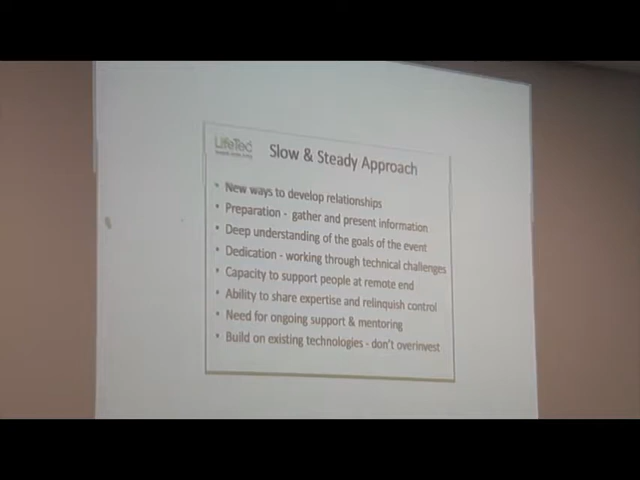 LifeTec
Slow & Steady Approach
• New ways to develop relationships
• Preparation - gather and present information
• Deep understanding of the goals of the event
• Dedication - working through technical challenges
• Capacity to support people at remote end
• Ability to share expertise and relinquish control
• Need for ongoing support & mentoring
• Build on existing technologies - don't overinvest